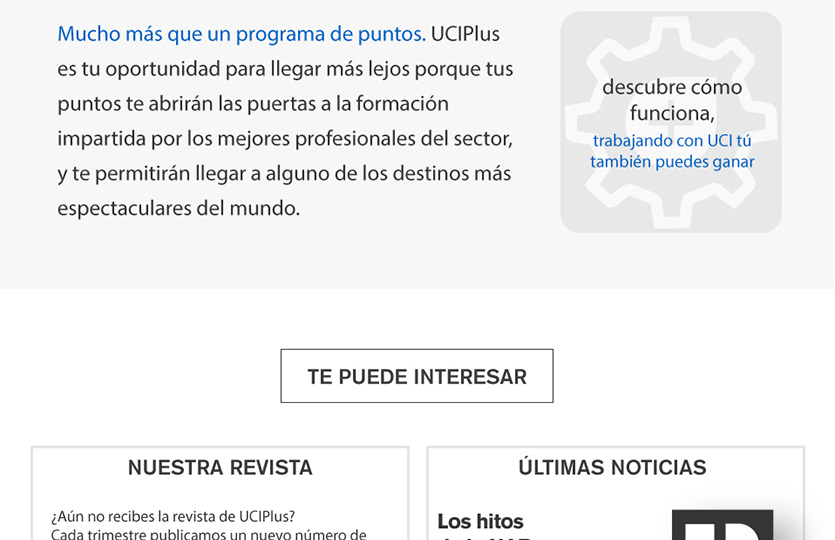 Mucho más que un programa de puntos. UCIPlus
es tu oportunidad para llegar más lejos porque tus
puntos te abrirán las puertas a la formación
impartida por los mejores profesionales del sector,
y te permitirán llegar a alguno de los destinos más
espectaculares del mundo.
descubre cómo
funciona,
trabajando con UCI tú
también puedes ganar
TE PUEDE INTERESAR
NUESTRA REVISTA
¿Aún no recibes la revista de UCIPlus?
Cada trimestre publicamos un nuevo número de
ÚLTIMAS NOTICIAS
Los hitos